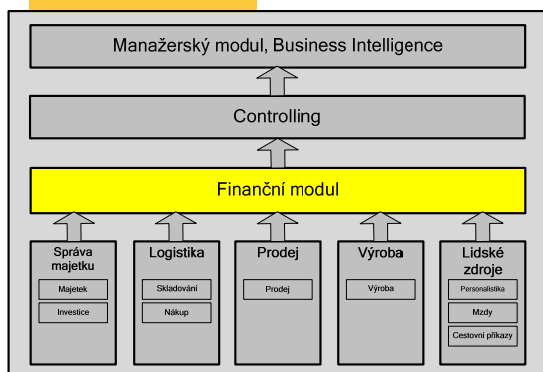 Manažerský modul, Business Intelligence
Controlling
Finanční modul
Správa
majetku
Majetek
Investice
Logistika
Skladování
Nákup
Prodej
Prodej
Výroba
Výroba
Lidské
zdroje
Personalistika
Mzdy
Cestovní příkazy